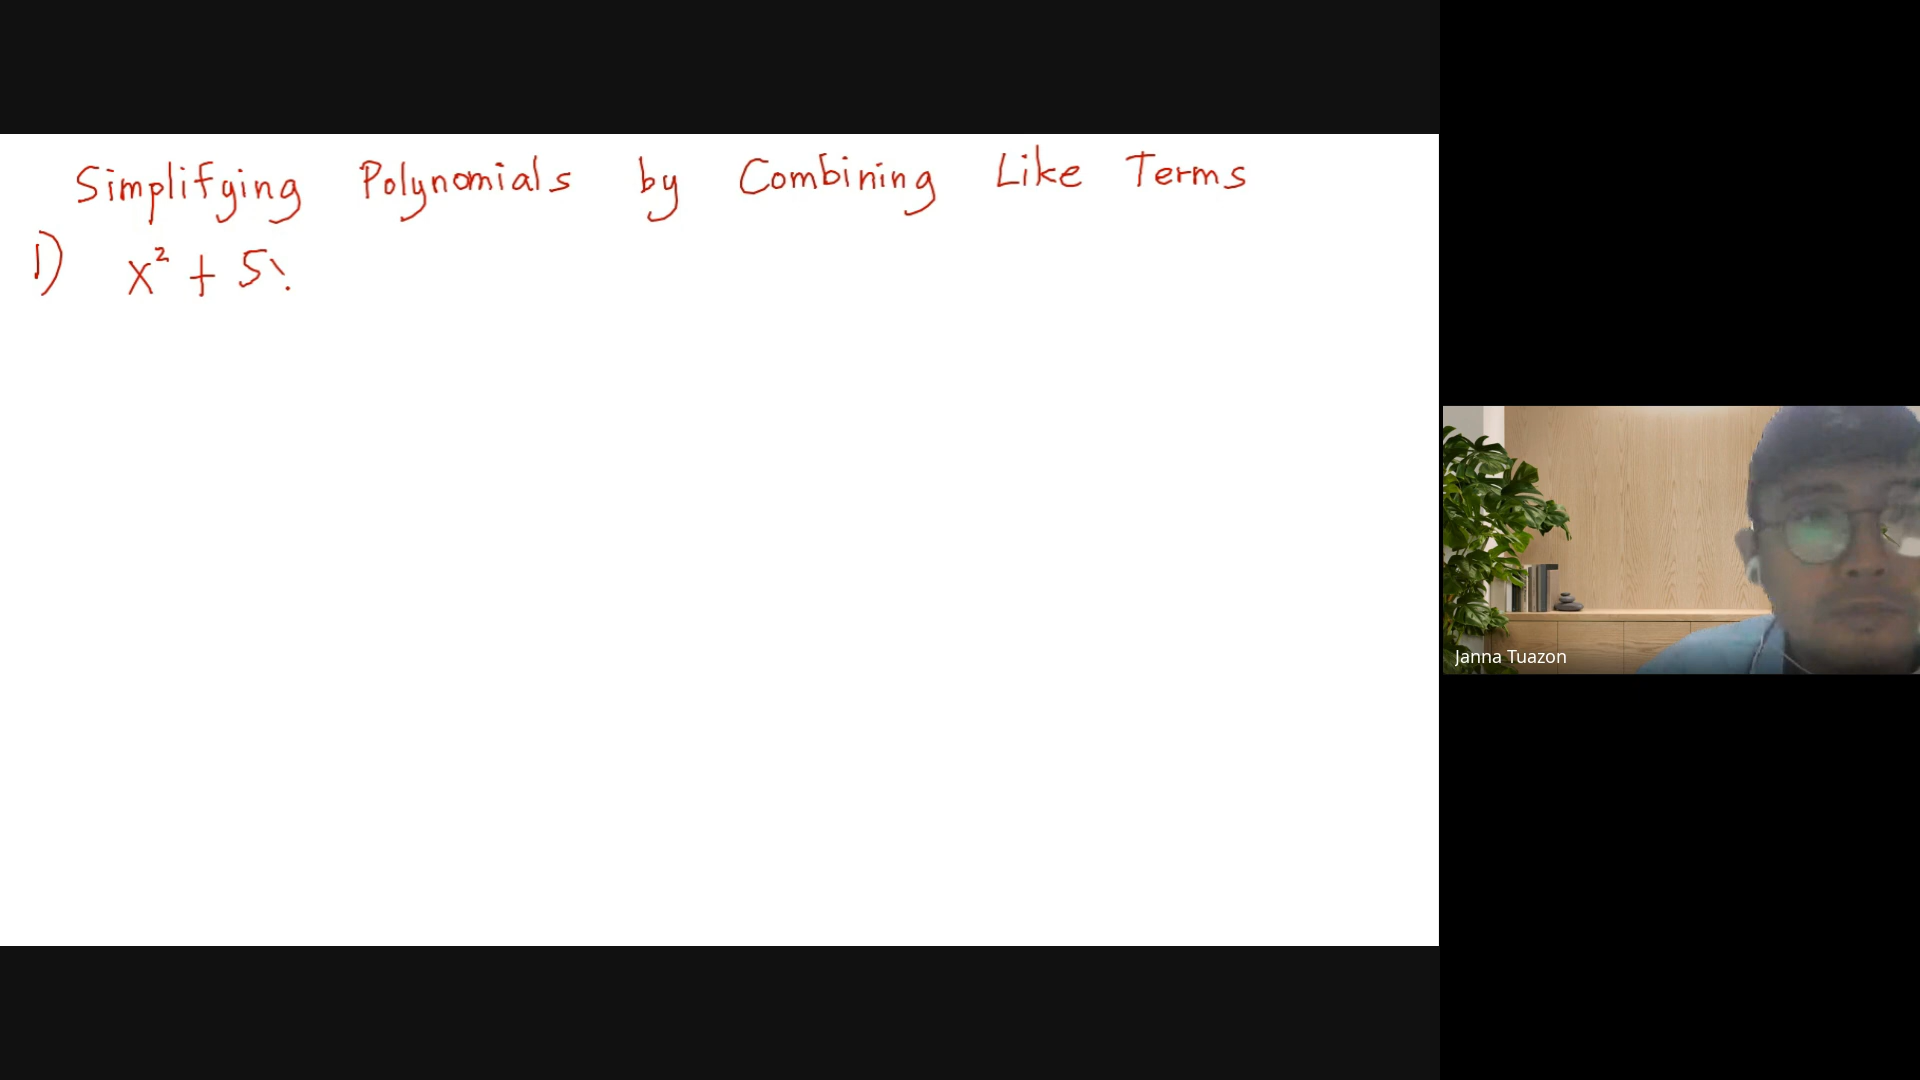 Simplifying Polynomials by Combining Like Terms
1) x² + 5
Janna Tuazon